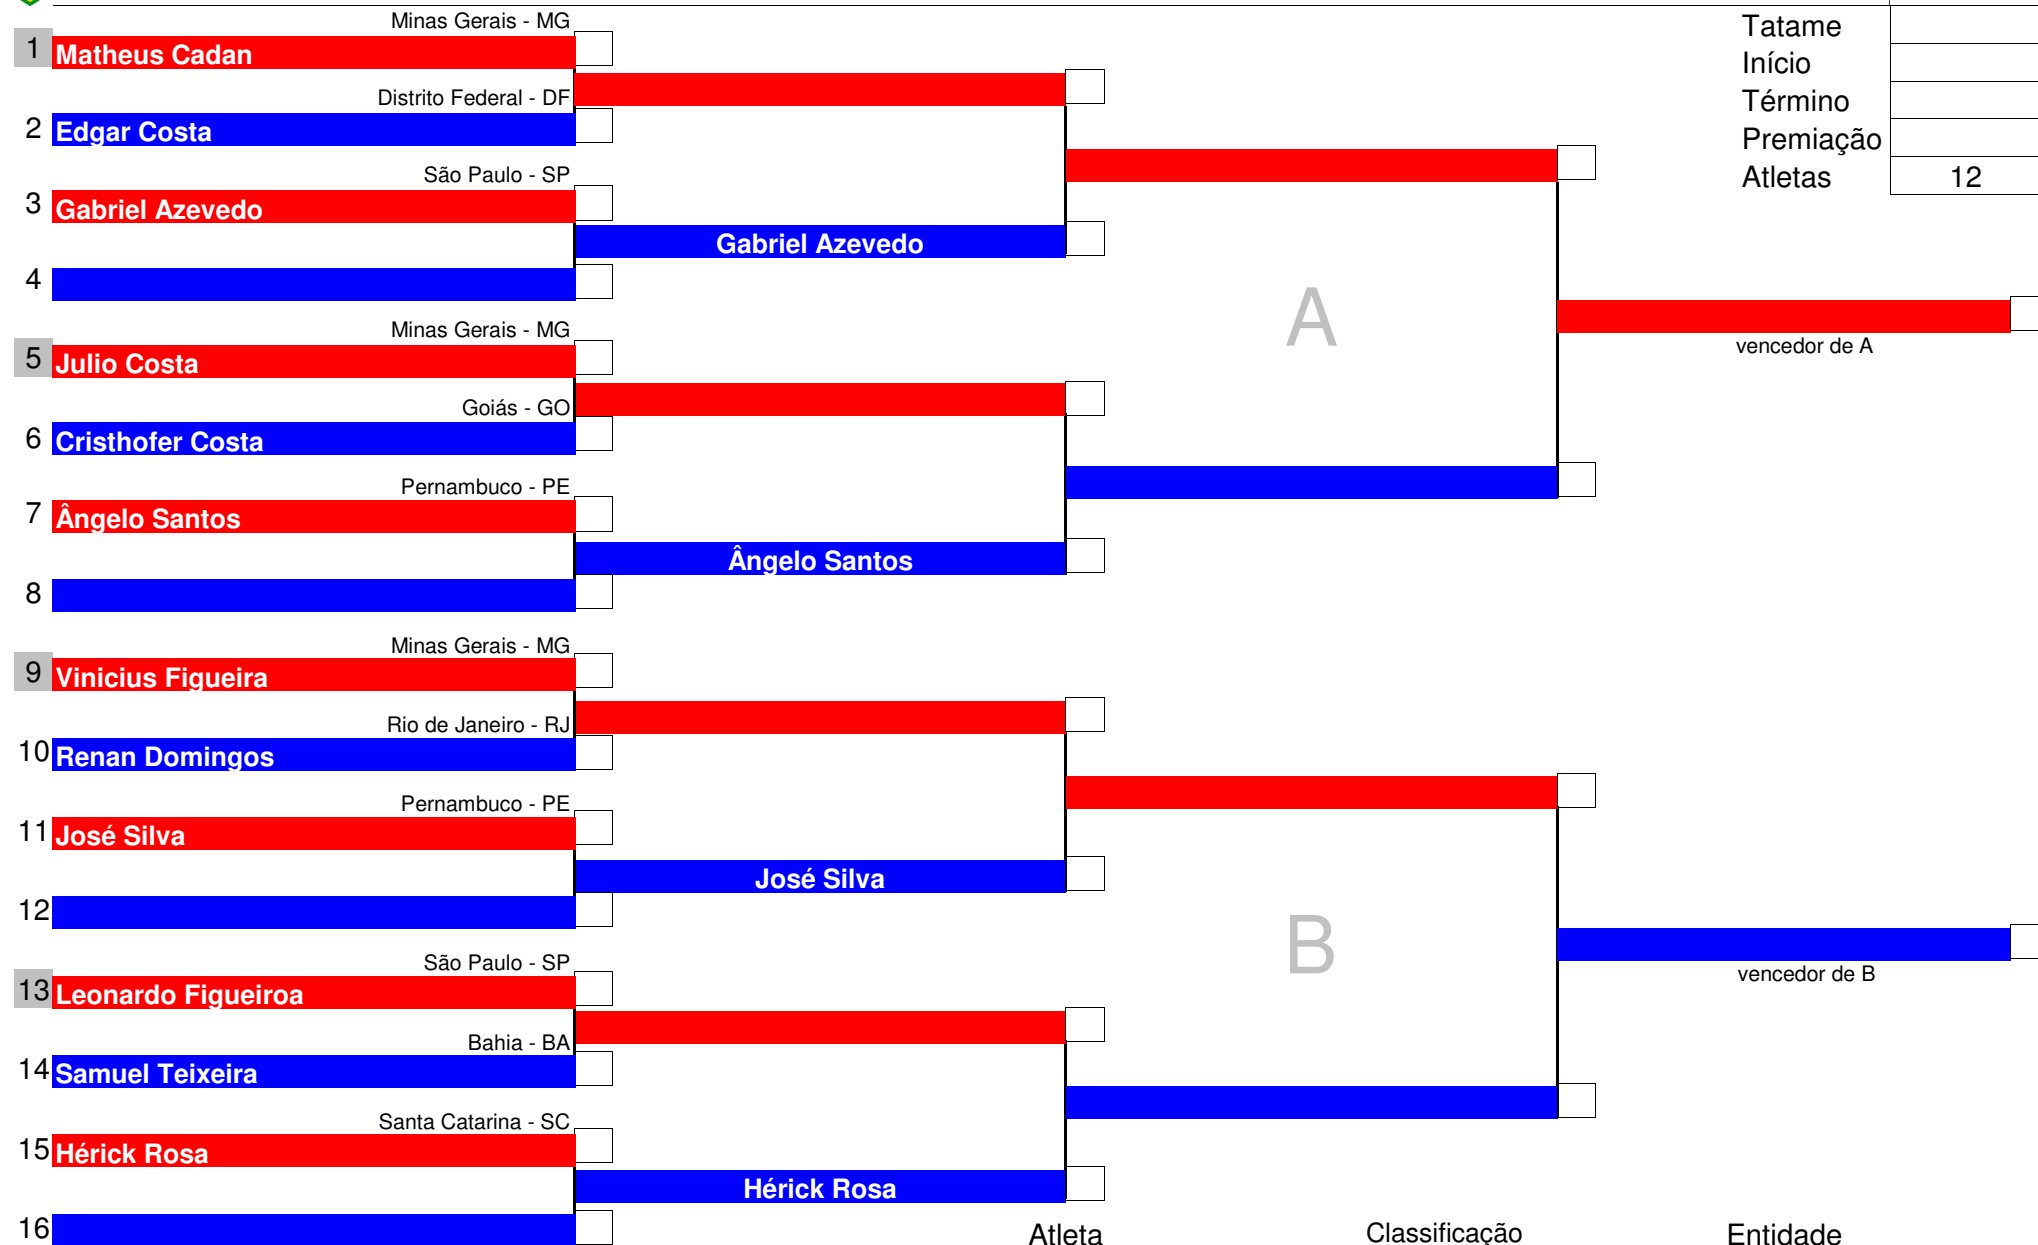 Minas Gerais - MG
1 Matheus Cadan
Distrito Federal - DF
2 Edgar Costa
São Paulo - SP
3 Gabriel Azevedo
Gabriel Azevedo
4
Minas Gerais - MG
5 Julio Costa
Goiás - GO
6 Cristhofer Costa
Pernambuco - PE
7 Ângelo Santos
Ângelo Santos
8
Minas Gerais - MG
9 Vinicius Figueira
Rio de Janeiro - RJ
10 Renan Domingos
Pernambuco - PE
11 José Silva
José Silva
12
São Paulo - SP
13 Leonardo Figueiroa
Bahia - BA
14 Samuel Teixeira
Santa Catarina - SC
15 Hérick Rosa
Hérick Rosa
16
A
B
Tatame
Início
Término
Premiação
Atletas 12
vencedor de A
vencedor de B
Atleta Classificação Entidade